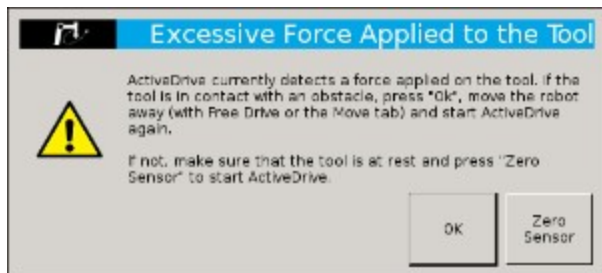 Excessive Force Applied to the Tool
ActiveDrive currently detects a force applied on the tool. If the
tool is in contact with an obstacle, press "Ok", move the robot
away (with Free Drive or the Move tab) and start ActiveDrive
again.
If not, make sure that the tool is at rest and press "Zero
Sensor" to start ActiveDrive.
OK
Zero
Sensor